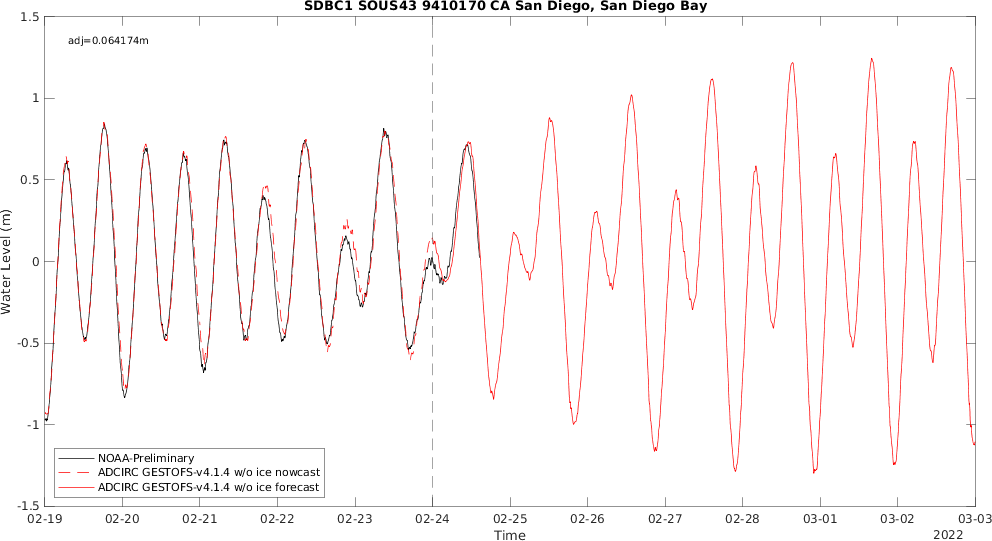 SDBC1 SOUS43 9410170 CA San Diego, San Diego Bay
adj=0.064174m
1.5
1
0.5
0
-0.5
-1
-1.5
Water Level (m)
NOAA-Preliminary
ADCIRC GESTOFS-v4.1.4 w/o ice nowcast
ADCIRC GESTOFS-v4.1.4 w/o ice forecast
02-19 02-20 02-21 02-22 02-23 02-24 02-25 02-26 02-27 02-28 03-01 03-02 03-03
Time
2022